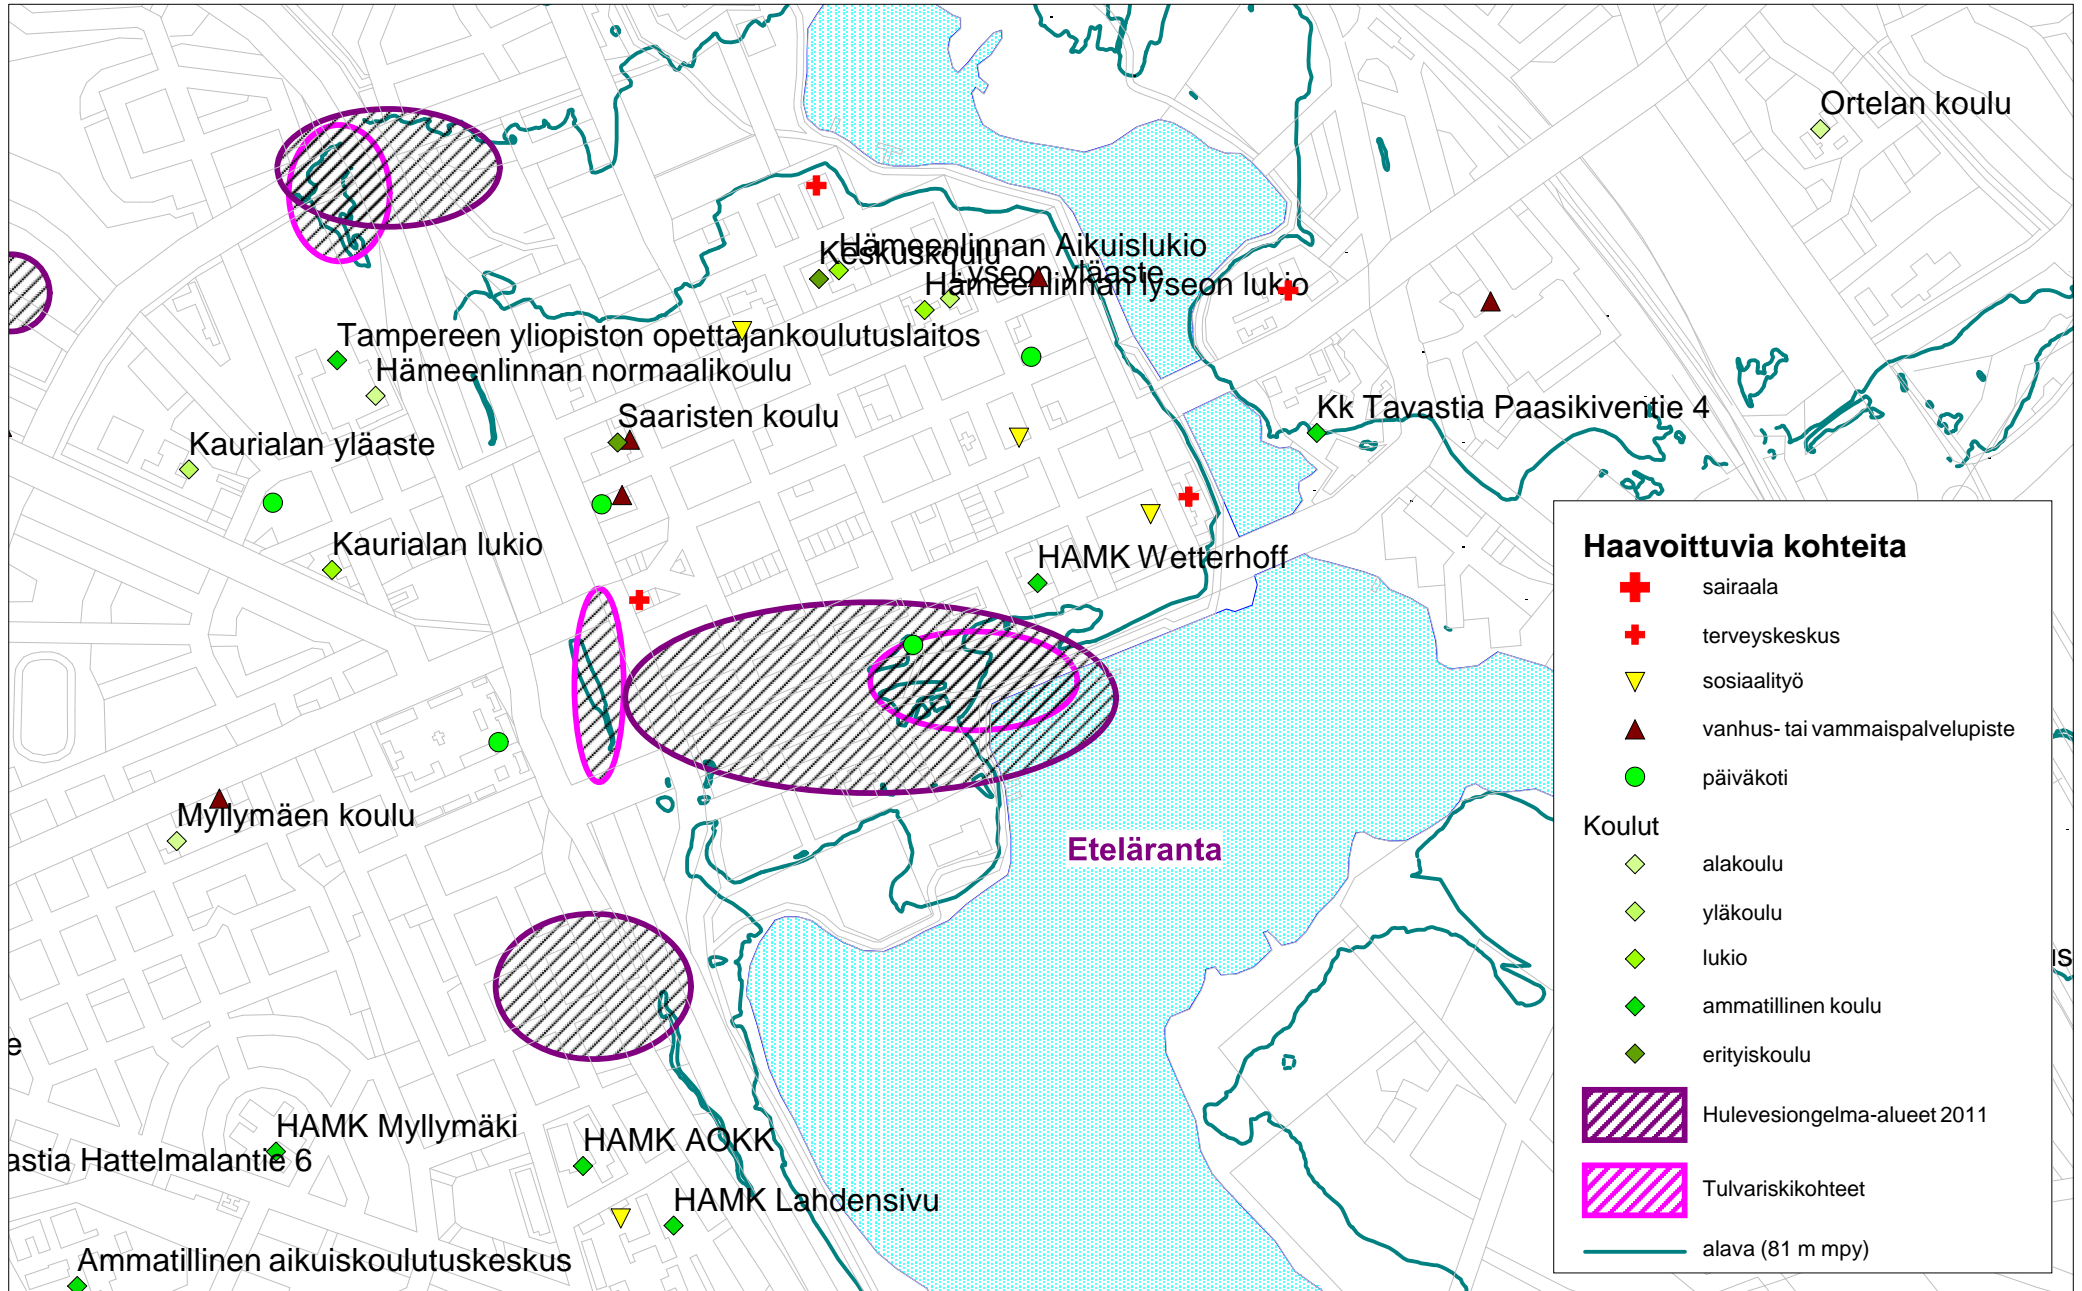 Ortelan koulu
Hämeenlinnan Aikuislukio
Keskuskoulu
Lyseon yläaste
Hämeenlinnan lyseon lukio
Tampereen yliopiston opettajankoulutuslaitos
Hämeenlinnan normaalikoulu
Saaristen koulu
Kk Tavastia Paasikiventie 4
Kaurialan yläaste
Kaurialan lukio
HAMK Wetterhoff
Myllymäen koulu
Eteläranta
us
e
HAMK Myllymäki
HAMK AOKK
astia Hattelmalantie 6
HAMK Lahdensivu
Ammatillinen aikuiskoulutuskeskus
Haavoittuvia kohteita
sairaala
terveyskeskus
sosiaalityö
vanhus- tai vammaispalvelupiste
päiväkoti
Koulut
alakoulu
yläkoulu
lukio
ammatillinen koulu
erityiskoulu
Hulevesiongelma-alueet 2011
Tulvariskikohteet
alava (81 m mpy)